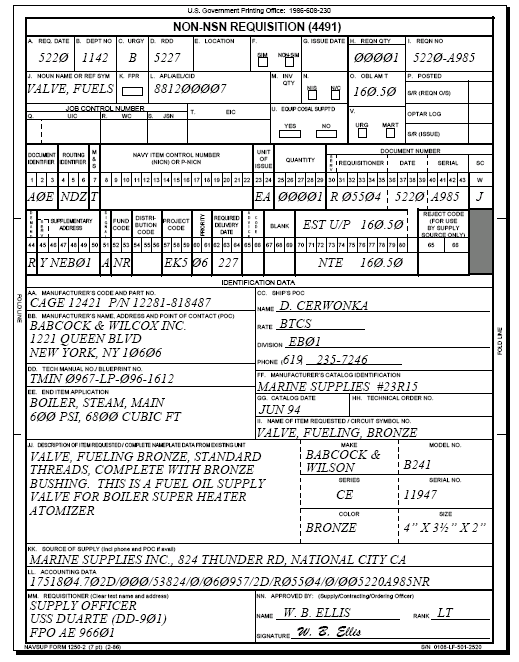 U.S. Government Printing Office: 1986-608-230
NON-NSN REQUISITION (4491)
A. REQ. DATE B. DEPT NO C. URGY D. RDD E. LOCATION F. G. ISSUE DATE H. REQN QTY I. REQN NO
522Ø 1142 B 5227 SIM NON-SIM ØØØØ1 522Ø-A985
J. NOUN NAME OR REF SYM K. FPR L. APL/AEL/CID M. INV QTY N. O. OBL AMT P. POSTED
VALVE, FUELS 8812ØØØØ7 NIS N/C 16Ø.5Ø S/R (REQN O/S)
JOB CONTROL NUMBER
Q. UIC R. WC S. JSN T. EIC U. EQUIP COSAL SUPPTD V. OPTAR LOG
YES NO URG MART S/R (ISSUE)
DOCUMENT IDENTIFIER ROUTING IDENTIFIER M & S NAVY ITEM CONTROL NUMBER (NICN) OR P-NICN UNIT OF ISSUE QUANTITY DOCUMENT NUMBER
SERV REQUISITIONER DATE SERIAL SC
1 2 3 4 5 6 7 8 9 10 11 12 13 14 15 16 17 18 19 20 21 22 23 24 25 26 27 28 29 30 31 32 33 34 35 36 37 38 39 40 41 42 43 W
AØE NDZ T EA ØØØØ1 R Ø55Ø4 522Ø A985 J
SUPPLEMENTARY ADDRESS FUND CODE DISTRI- BUTION CODE PROJECT CODE PRIORITY REQUIRED DELIVERY DATE BLANK EST U/P 16Ø.5Ø REJECT CODE (FOR USE BY SUPPLY SOURCE ONLY)
44 45 46 47 48 49 50 51 52 53 54 55 56 57 58 59 60 61 62 63 64 65 66 67 68 69 70 71 72 73 74 75 76 77 78 79 80 65 66
R Y NEBØ1 A NR EK5 Ø6 227 NTE 16Ø.5Ø
IDENTIFICATION DATA
AA. MANUFACTURER'S CODE AND PART NO.
CAGE 12421 P/N 12281-818487
BB. MANUFACTURER'S NAME, ADDRESS AND POINT OF CONTACT (POC)
BABCOCK & WILCOX INC.
1221 QUEEN BLVD
NEW YORK, NY 1Ø6Ø6
CC. SHIP'S POC
NAME D. CERWONKA
RATE BTCS
DIVISION EBØ1
PHONE (619) 235-7246
DD. TECH MANUAL NO./ BLUEPRINT NO.
TMIN Ø967-LP-Ø96-1612
EE. END ITEM APPLICATION
BOILER, STEAM, MAIN
6ØØ PSI, 68ØØ CUBIC FT
FF. MANUFACTURER'S CATALOG IDENTIFICATION
MARINE SUPPLIES #23R15
GG. CATALOG DATE HH. TECHNICAL ORDER NO.
JUN 94
II. NAME OF ITEM REQUESTED / CIRCUIT SYMBOL NO.
VALVE, FUELING, BRONZE
JJ. DESCRIPTION OF ITEM REQUESTED / COMPLETE NAMEPLATE DATA FROM EXISTING UNIT
VALVE, FUELING BRONZE, STANDARD
THREADS, COMPLETE WITH BRONZE
BUSHING. THIS IS A FUEL OIL SUPPLY
VALVE FOR BOILER SUPER HEATER
ATOMIZER
MAKE MODEL NO.
BABCOCK & WILSON B241
SERIES SERIAL NO.
CE 11947
COLOR SIZE
BRONZE 4" X 3½" X 2"
KK. SOURCE OF SUPPLY (Incl phone and POC if avail)
MARINE SUPPLIES INC., 824 THUNDER RD, NATIONAL CITY CA
LL. ACCOUNTING DATA
17518Ø4.7Ø2D/ØØØ/53824/Ø/Ø6Ø957/2D/RØ55Ø4/Ø/ØØ5220A985NR
MM. REQUISITIONER (Clear text name and address)
SUPPLY OFFICER
USS DUARTE (DD-9Ø1)
FPO AE 966Ø1
NN. APPROVED BY: (Supply/Contracting/Ordering Officer)
NAME W. B. ELLIS RANK LT
SIGNATURE W. B. Ellis
NAVSUP FORM 1250-2 (7 pt) (2-86) S/N 0108-LF-501-2520
FOLD LINE
FOLD LINE